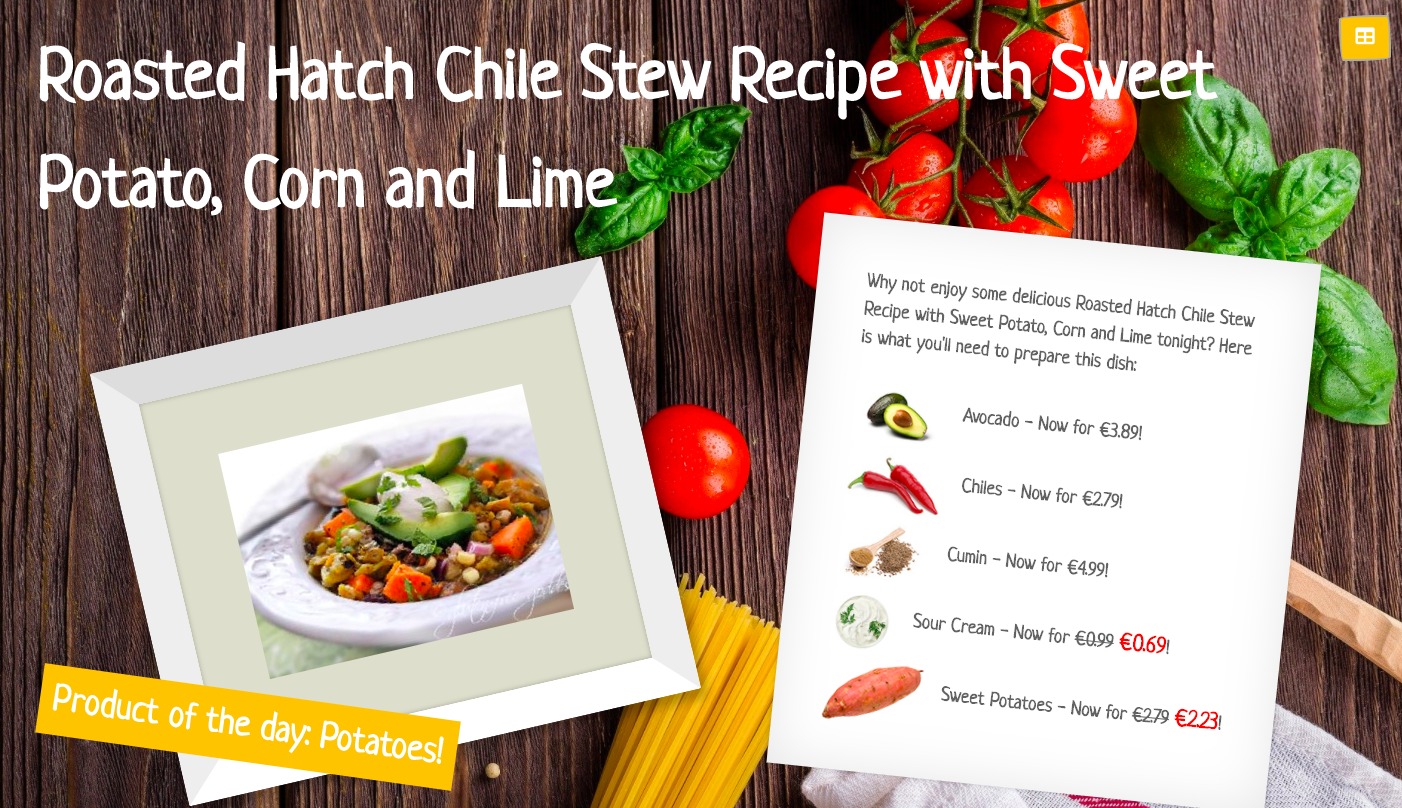 Roasted Hatch Chile Stew Recipe with Sweet
Potato, Corn and Lime
Why not enjoy some delicious Roasted Hatch Chile Stew
Recipe with Sweet Potato, Corn and Lime tonight? Here
is what you'll need to prepare this dish:
Avocado - Now for €3.89!
Chiles - Now for €2.79!
Cumin - Now for €4.99!
Sour Cream - Now for €0.99 €0.69!
Sweet Potatoes - Now for €2.79 €2.23!
Product of the day: Potatoes!